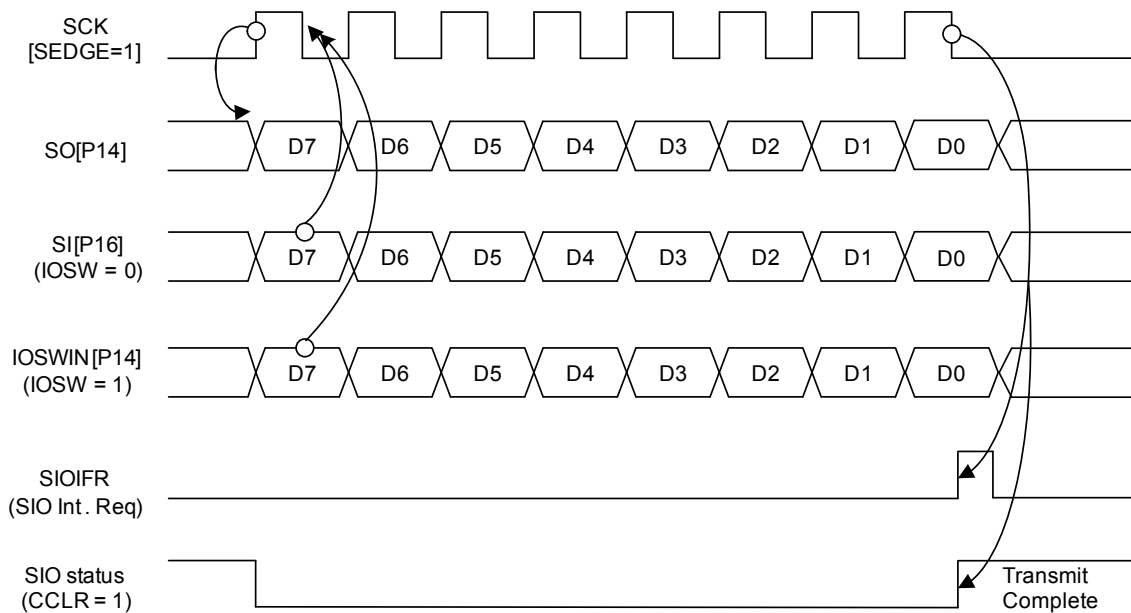 SCK
[SEDGE=1]
SO[P14]
D7 D6 D5 D4 D3 D2 D1 D0
SI[P16]
(IOSW = 0)
D7 D6 D5 D4 D3 D2 D1 D0
IOSWIN[P14]
(IOSW = 1)
D7 D6 D5 D4 D3 D2 D1 D0
SIOIFR
(SIO Int. Req)
SIO status
(CCLR = 1)
Transmit
Complete